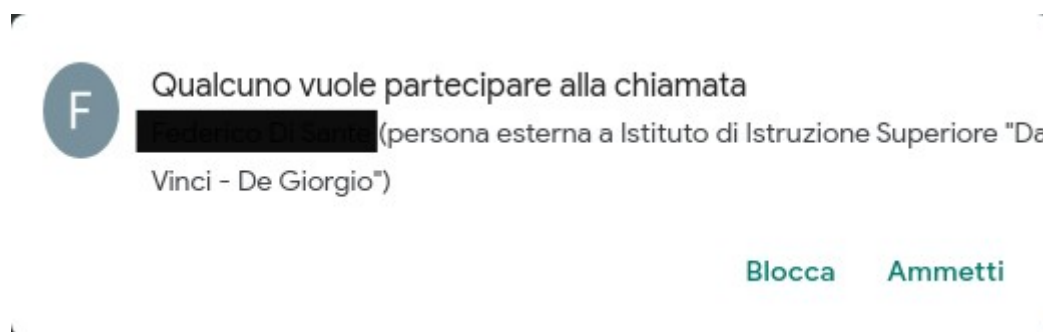 F
Qualcuno vuole partecipare alla chiamata
(persona esterna a Istituto di Istruzione Superiore "Da
Vinci - De Giorgio")
Blocca Ammetti